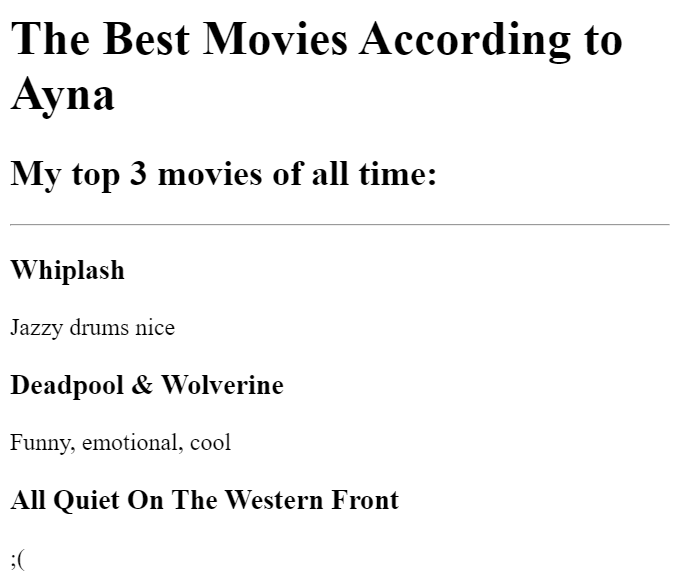 The Best Movies According to
Ayna
My top 3 movies of all time:
Whiplash
Jazzy drums nice
Deadpool & Wolverine
Funny, emotional, cool
All Quiet On The Western Front
;(